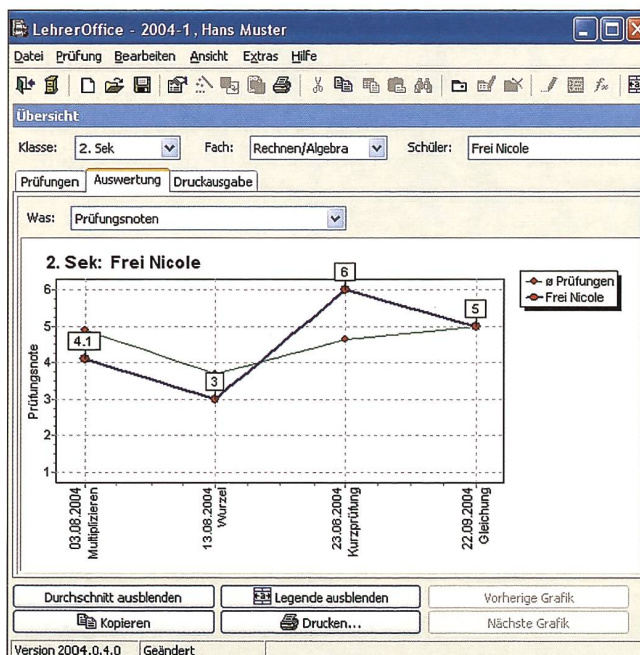 LehrerOffice - 2004-1 , Hans Muster
Datei Prüfung Bearbeiten Ansicht Extras Hilfe
Übersicht
Klasse: 2. Sek Fach: Rechnen/Algebra Schüler: Frei Nicole
Prüfungen Auswertung Druckausgabe
Was: Prüfungsnoten
2. Sek: Frei Nicole
ø Prüfungen
Frei Nicole
Prüfungsnote
6
5
4
3
2
1
4.1
3
6
5
03.08.2004
Multiplizieren
13.08.2004
Wurzel
23.08.2004
Kurzprüfung
22.09.2004
Gleichung
Durchschnitt ausblenden Legende ausblenden Vorherige Grafik
Kopieren Drucken... Nächste Grafik
Version 2004.0.4.0 Geändert